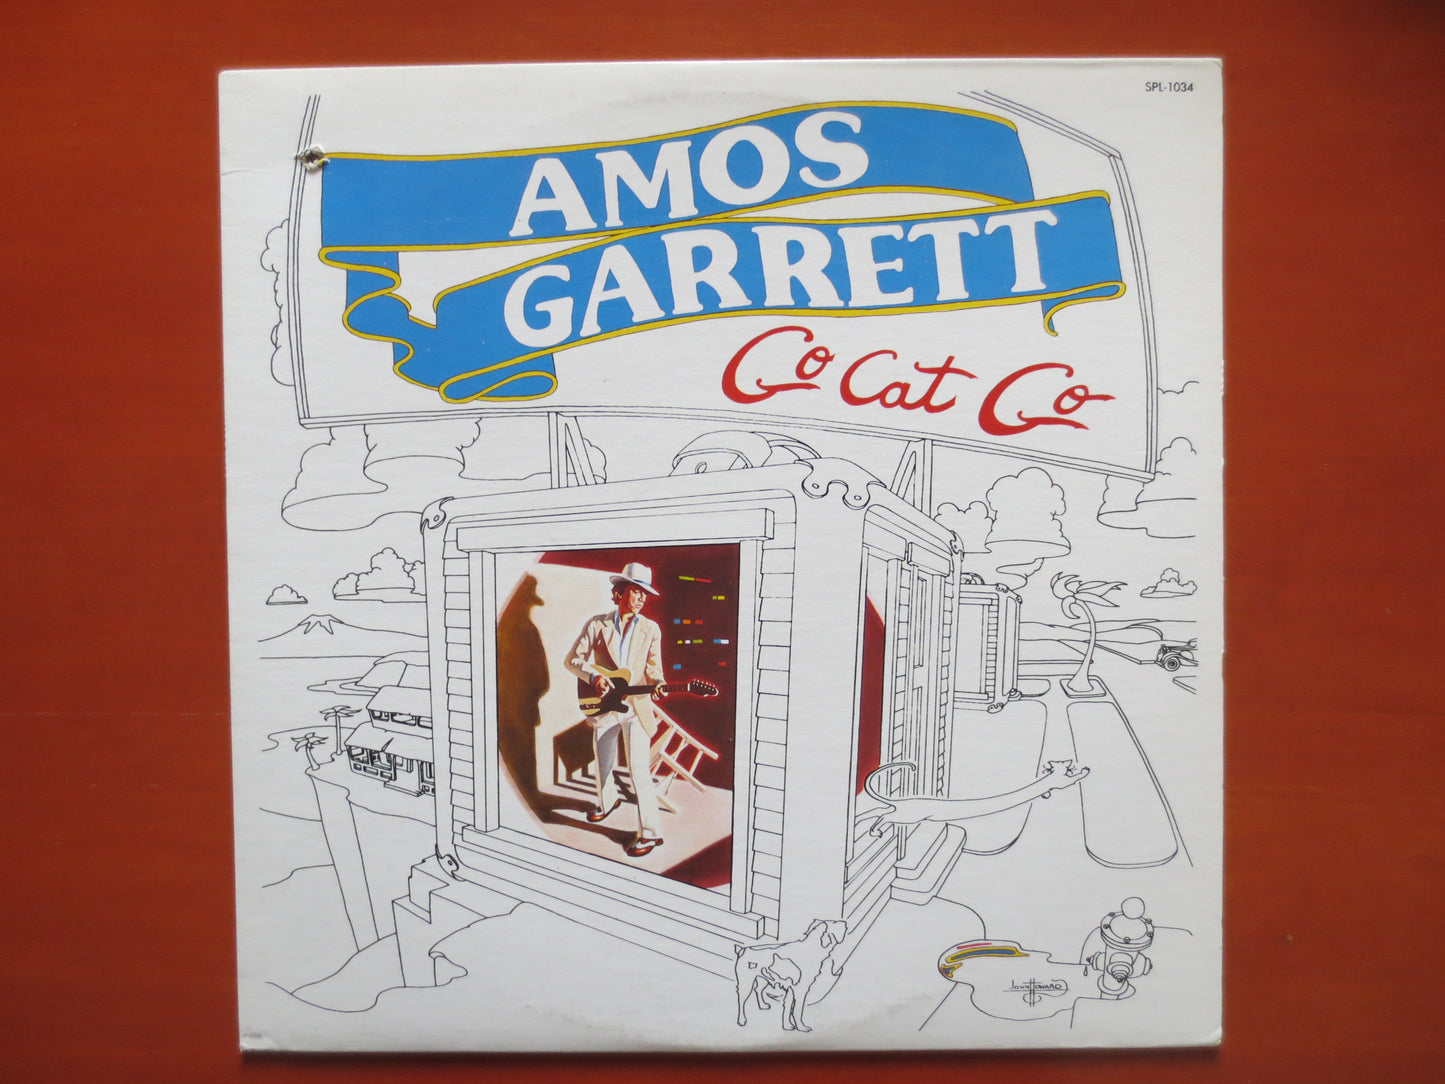 SPL-1034
AMOS
GARRETT
Go Cat Go
JOHN HOWARD